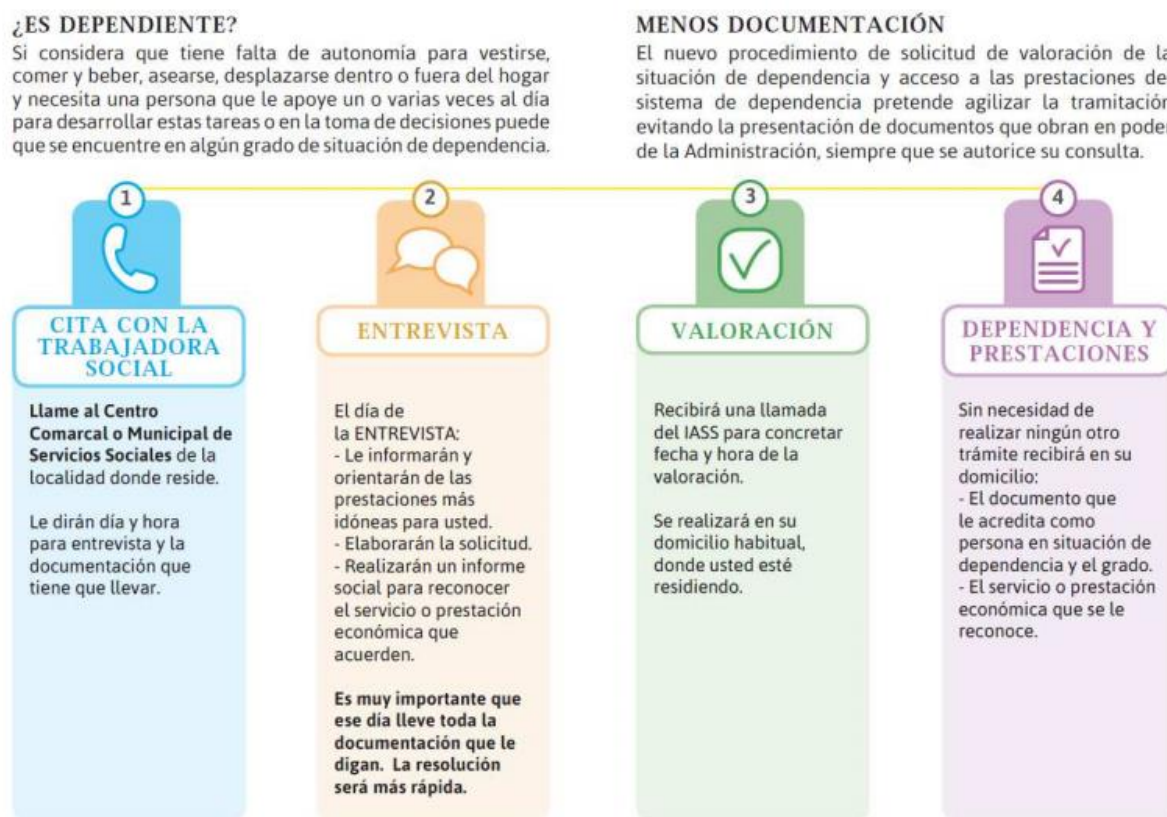 ¿ES DEPENDIENTE?
Si considera que tiene falta de autonomía para vestirse,
comer y beber, asearse, desplazarse dentro o fuera del hogar
y necesita una persona que le apoye un o varias veces al día
para desarrollar estas tareas o en la toma de decisiones puede
que se encuentre en algún grado de situación de dependencia.
MENOS DOCUMENTACIÓN
El nuevo procedimiento de solicitud de valoración de la
situación de dependencia y acceso a las prestaciones de
sistema de dependencia pretende agilizar la tramitación
evitando la presentación de documentos que obran en poder
de la Administración, siempre que se autorice su consulta.
1
CITA CON LA
TRABAJADORA
SOCIAL
Llame al Centro
Comarcal o Municipal de
Servicios Sociales de la
localidad donde reside.
Le dirán día y hora
para entrevista y la
documentación que
tiene que llevar.
2
ENTREVISTA
El día de
la ENTREVISTA:
- Le informarán y
orientarán de las
prestaciones más
idóneas para usted.
- Elaborarán la solicitud.
- Realizarán un informe
social para reconocer
el servicio o prestación
económica que
acuerden.
Es muy importante que
ese día lleve toda la
documentación que le
digan. La resolución
será más rápida.
3
VALORACIÓN
Recibirá una llamada
del IASS para concretar
fecha y hora de la
valoración.
Se realizará en su
domicilio habitual,
donde usted esté
residiendo.
4
DEPENDENCIA Y
PRESTACIONES
Sin necesidad de
realizar ningún otro
trámite recibirá en su
domicilio:
- El documento que
le acredita como
persona en situación de
dependencia y el grado.
- El servicio o prestación
económica que se le
reconoce.